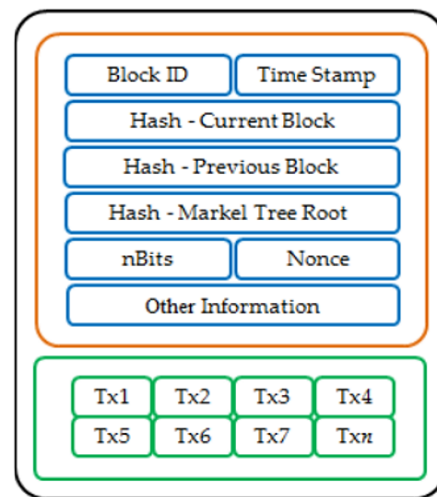 Block ID Time Stamp
Hash - Current Block
Hash - Previous Block
Hash - Markel Tree Root
nBits Nonce
Other Information
Tx1 Tx2 Tx3 Tx4
Tx5 Tx6 Tx7 Txn